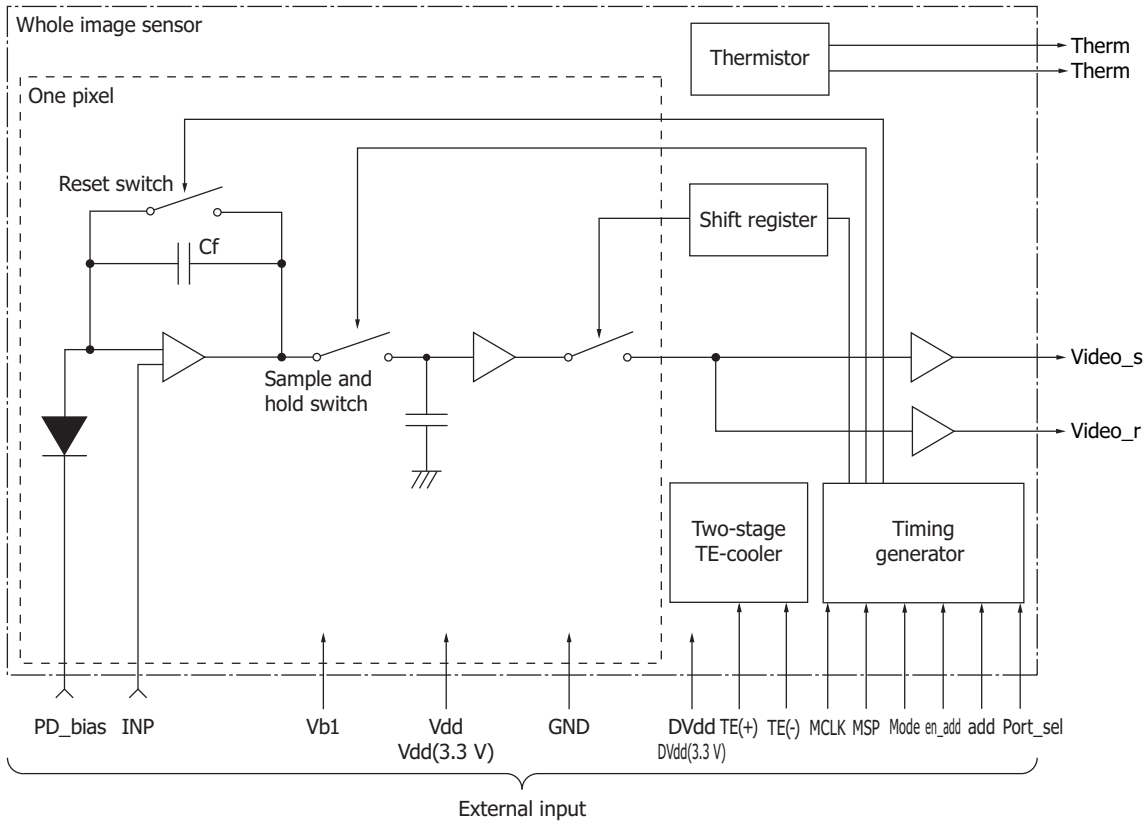 Whole image sensor
Thermistor
Therm
Therm
One pixel
Reset switch
Shift register
Cf
Sample and
hold switch
Video_s
Video_r
Two-stage
TE-cooler
Timing
generator
PD_bias
INP
Vb1
Vdd
Vdd(3.3 V)
GND
DVdd
DVdd(3.3 V)
TE(+)
TE(-)
MCLK
MSP
Mode
en_add
add
Port_sel
External input